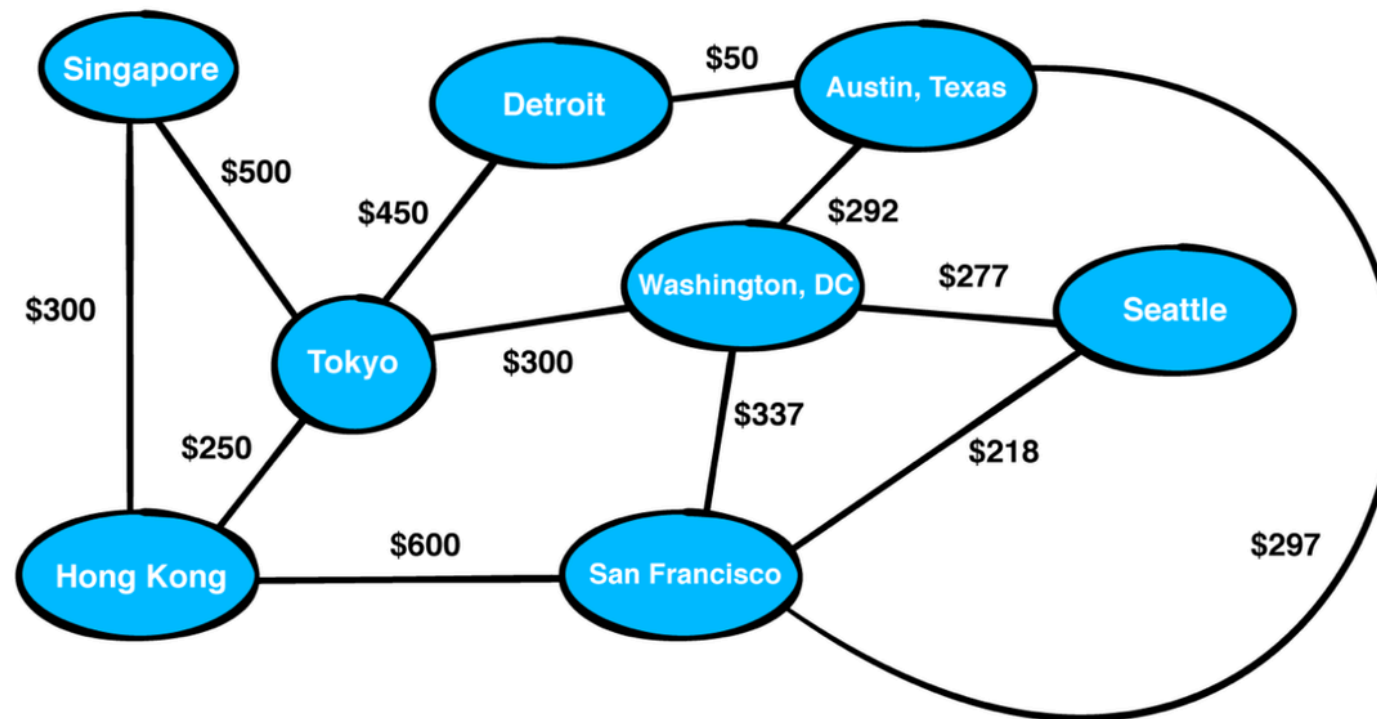 Singapore
Detroit
$50
Austin, Texas
$500
$450
$292
$300
Washington, DC
$277
Seattle
Tokyo
$300
$337
$250
$218
Hong Kong
$600
San Francisco
$297